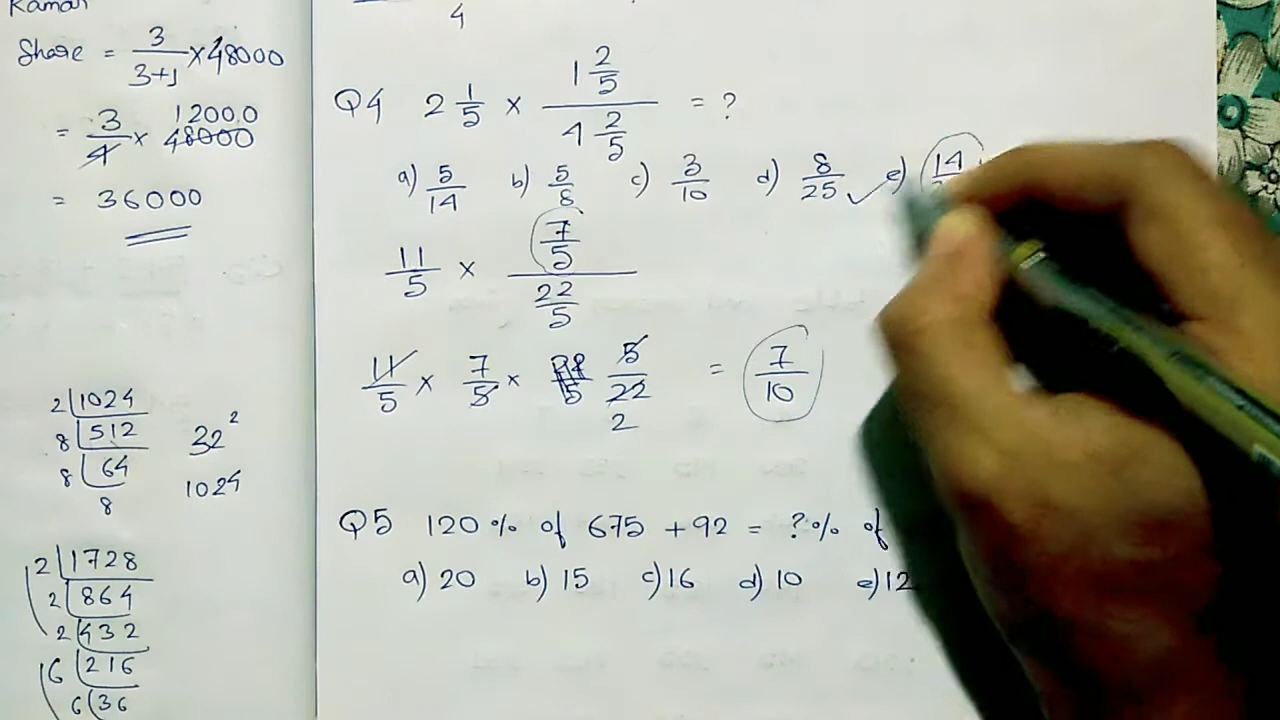 Kamal
Share = 3/(3+1) × 48000
= 3/4 × 48000 12000
= 36000
2 1024
8 512
8 64
8
32²
1024
2 1728
2 864
2 432
6 216
6 36
4
Q4 2 1/5 × (1 2/5)/(4 2/5) = ?
a) 5/14 b) 5/8 c) 3/10 d) 8/25 ✓ e) 14
11/5 × (7/5)/(22/5)
11/5 × 7/5 × 5/22 2 = 7/10
Q5 120% of 675 + 92 = ?% of
a) 20 b) 15 c) 16 d) 10 e) 12